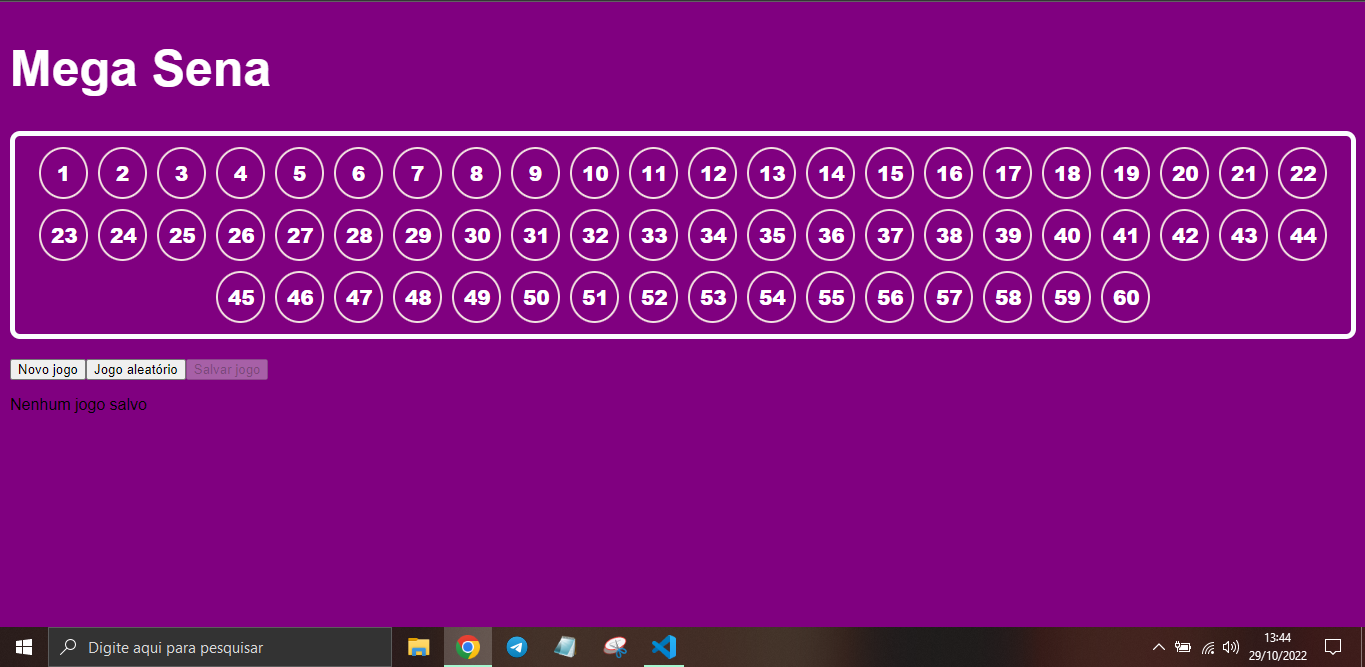 Mega Sena
1 2 3 4 5 6 7 8 9 10 11 12 13 14 15 16 17 18 19 20 21 22
23 24 25 26 27 28 29 30 31 32 33 34 35 36 37 38 39 40 41 42 43 44
45 46 47 48 49 50 51 52 53 54 55 56 57 58 59 60
Novo jogo Jogo aleatório Salvar jogo
Nenhum jogo salvo
Digite aqui para pesquisar
13:44
29/10/2022